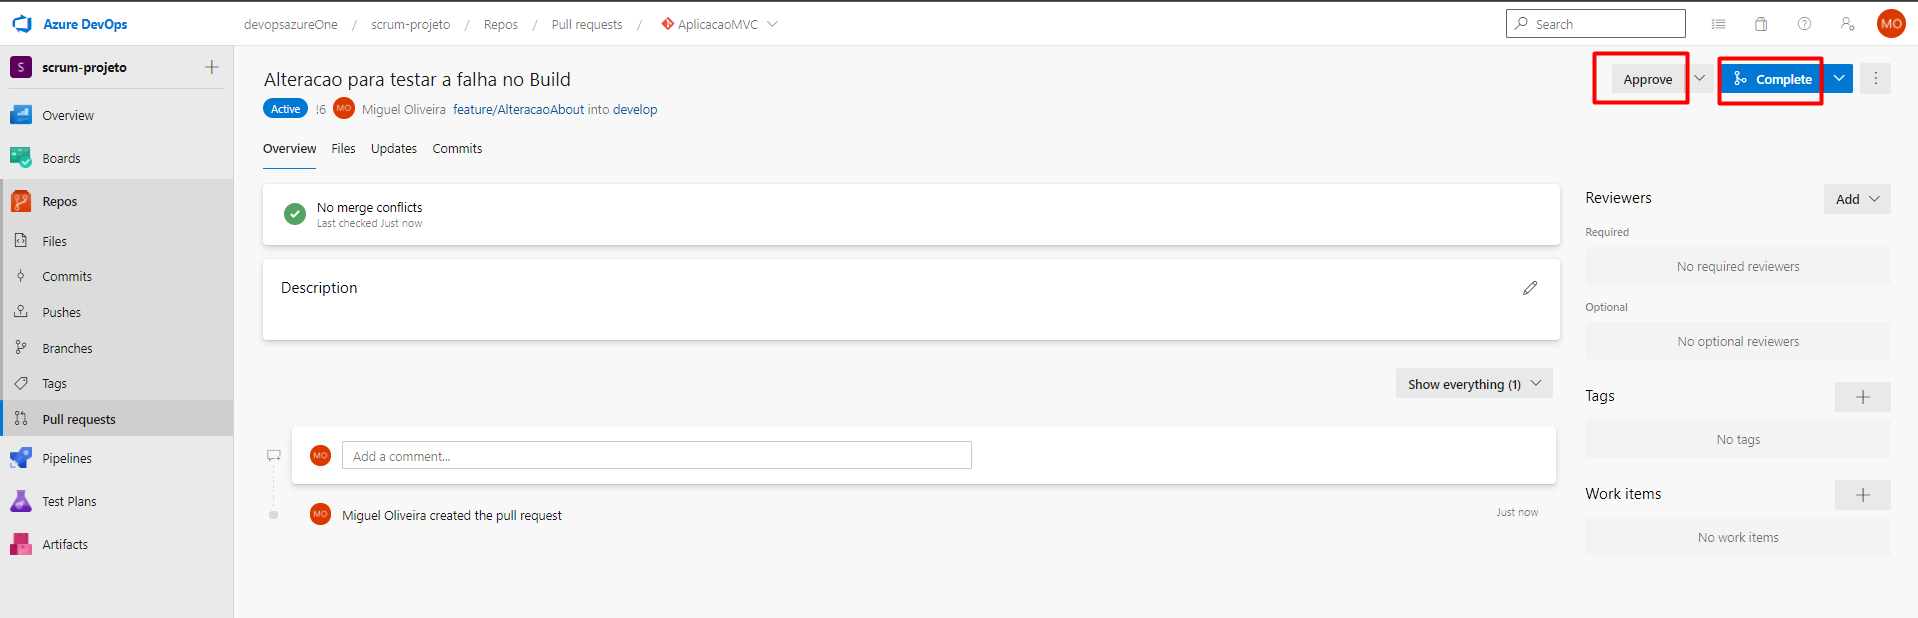 Azure DevOps
devopsazureOne / scrum-projeto / Repos / Pull requests / AplicacaoMVC
Search
MO
S scrum-projeto
Overview
Boards
Repos
Files
Commits
Pushes
Branches
Tags
Pull requests
Pipelines
Test Plans
Artifacts
Alteracao para testar a falha no Build
Approve
Complete
Active !6 MO Miguel Oliveira feature/AlteracaoAbout into develop
Overview Files Updates Commits
No merge conflicts
Last checked Just now
Description
Show everything (1)
MO Add a comment...
MO Miguel Oliveira created the pull request
Just now
Reviewers
Add
Required
No required reviewers
Optional
No optional reviewers
Tags
No tags
Work items
No work items